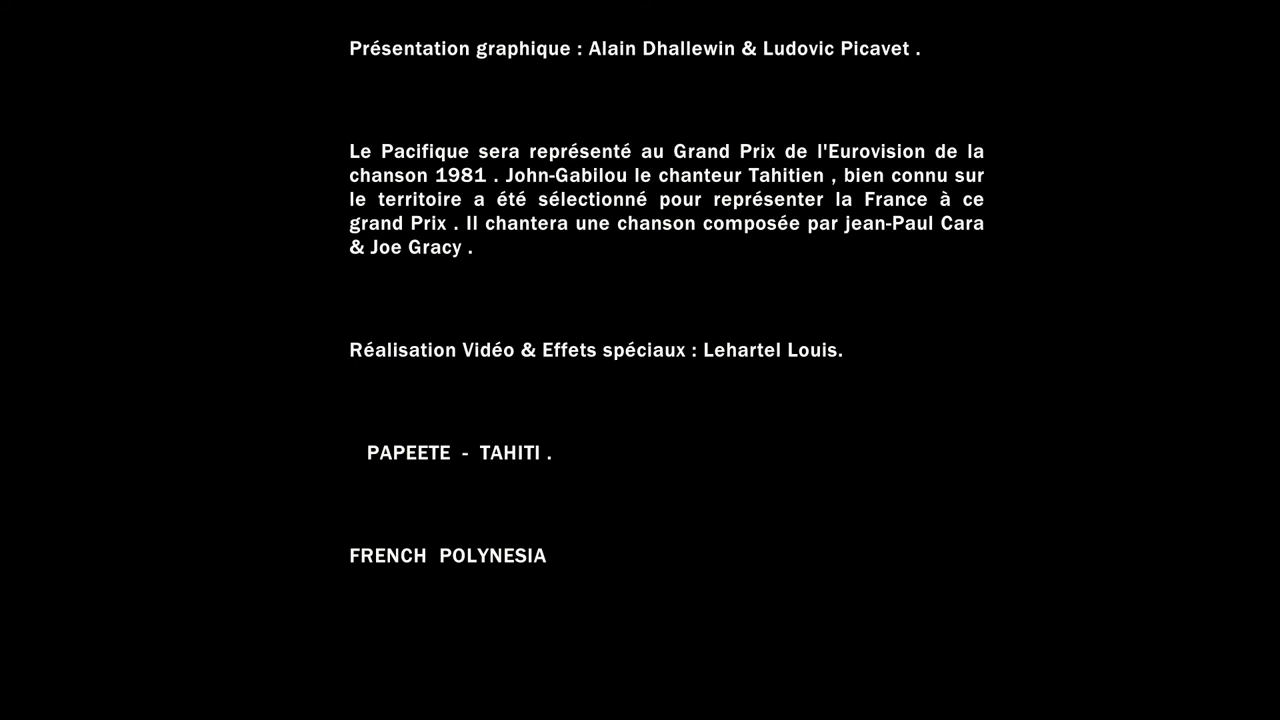 Présentation graphique : Alain Dhallewin & Ludovic Picavet .
Le Pacifique sera représenté au Grand Prix de l'Eurovision de la
chanson 1981 . John-Gabilou le chanteur Tahitien , bien connu sur
le territoire a été sélectionné pour représenter la France à ce
grand Prix . Il chantera une chanson composée par jean-Paul Cara
& Joe Gracy .
Réalisation Vidéo & Effets spéciaux : Lehartel Louis.
PAPEETE - TAHITI .
FRENCH POLYNESIA